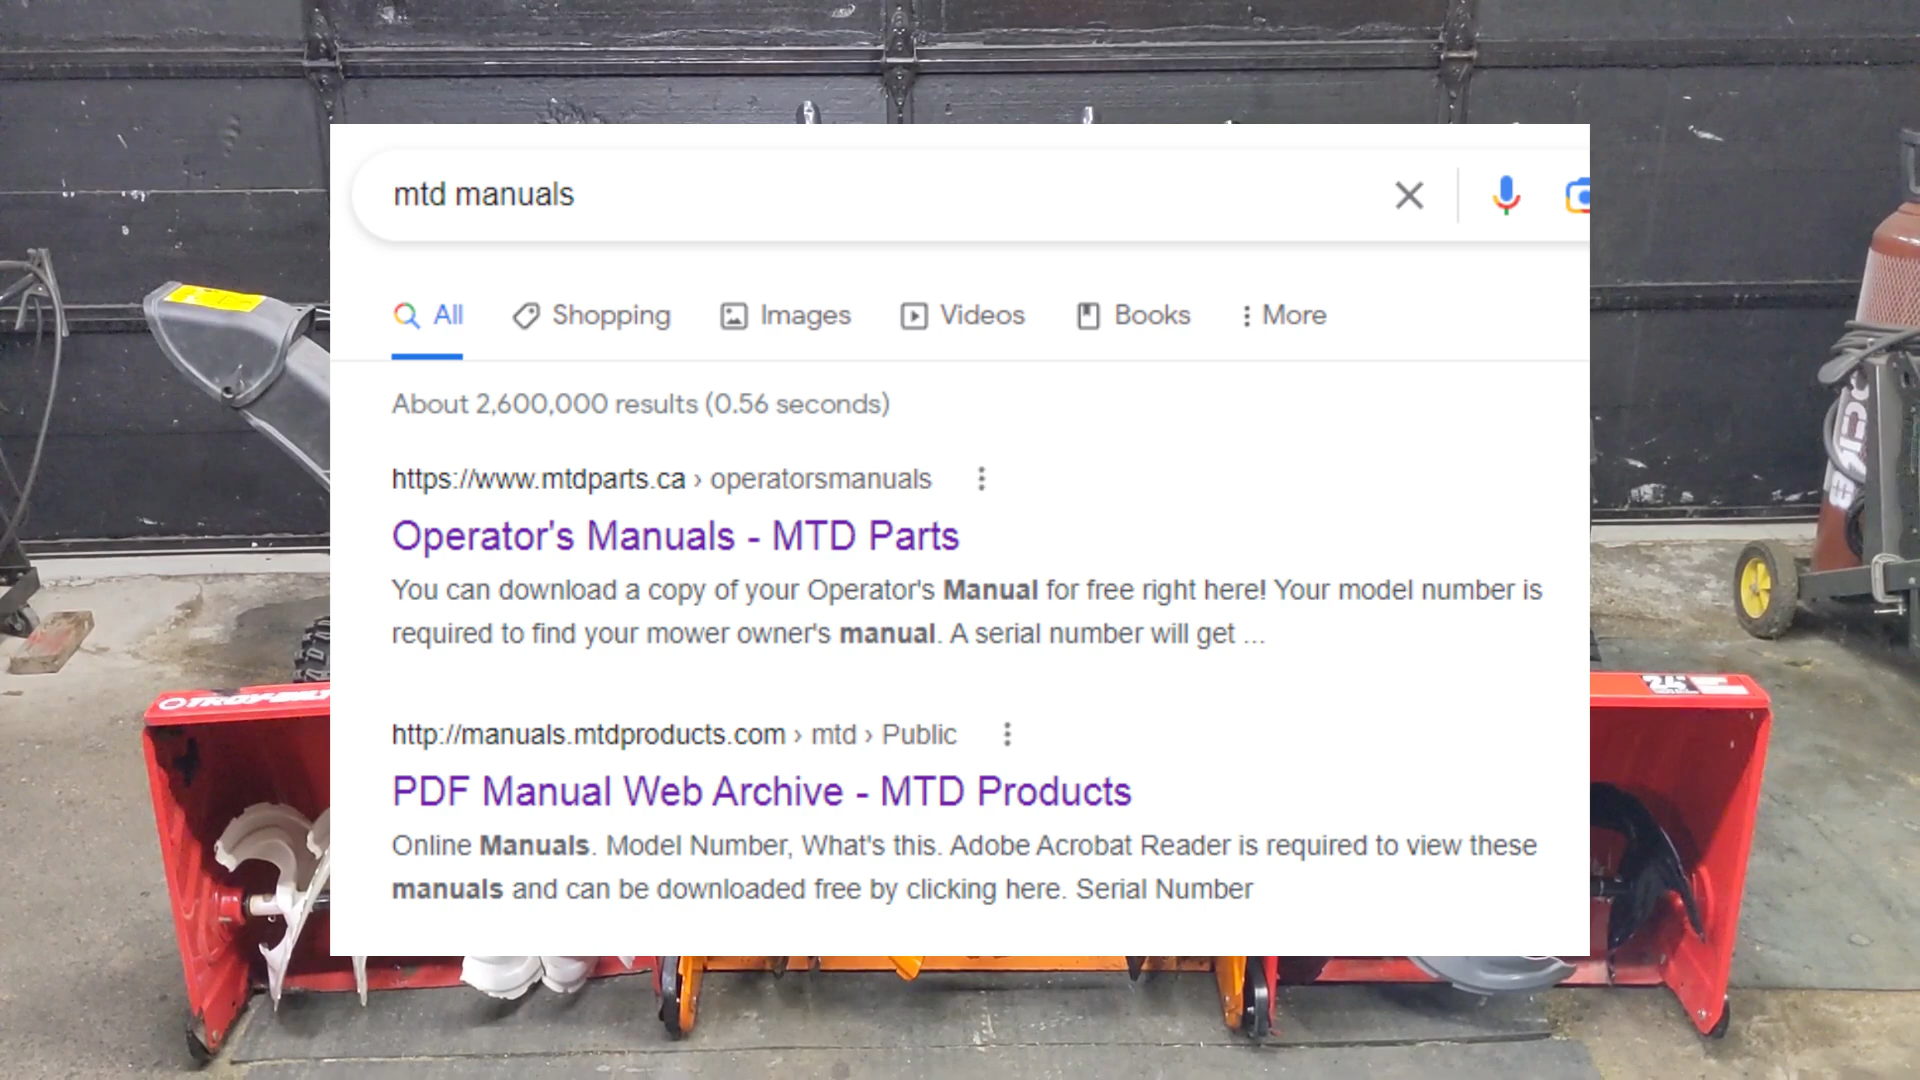 mtd manuals
All Shopping Images Videos Books More
About 2,600,000 results (0.56 seconds)
https://www.mtdparts.ca › operatorsmanuals
Operator's Manuals - MTD Parts
You can download a copy of your Operator's Manual for free right here! Your model number is
required to find your mower owner's manual. A serial number will get ...
http://manuals.mtdproducts.com › mtd › Public
PDF Manual Web Archive - MTD Products
Online Manuals. Model Number, What's this. Adobe Acrobat Reader is required to view these
manuals and can be downloaded free by clicking here. Serial Number
TROY-BILT
24"